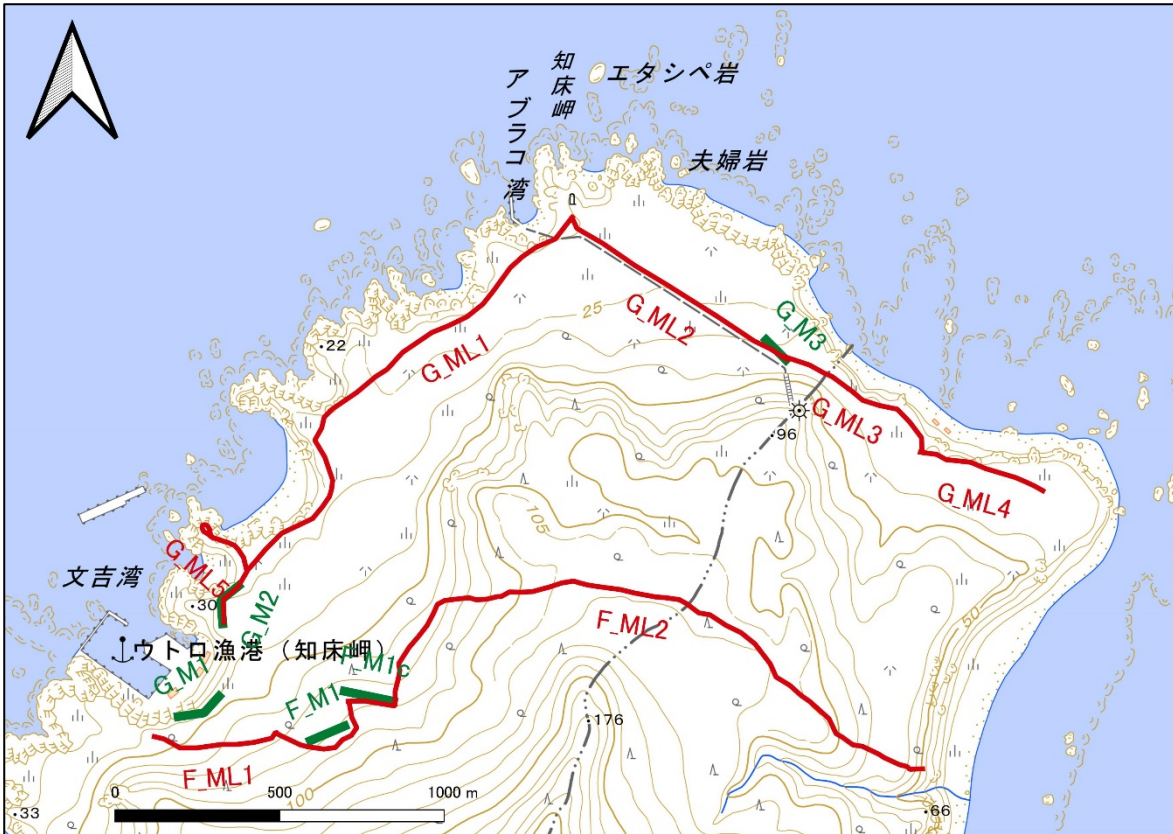 知床岬
アブラコ湾
エタシペ岩
夫婦岩
G_ML2
25
G_M3
.22
G_ML1
G_ML3
.96
G_ML4
105
G_ML5
文吉湾
.30
G_M2
50
F_ML2
ウトロ漁港（知床岬）
F_M1c
G_M1
F_M1
.176
F_ML1
100
0 500 1000 m
.33
.66